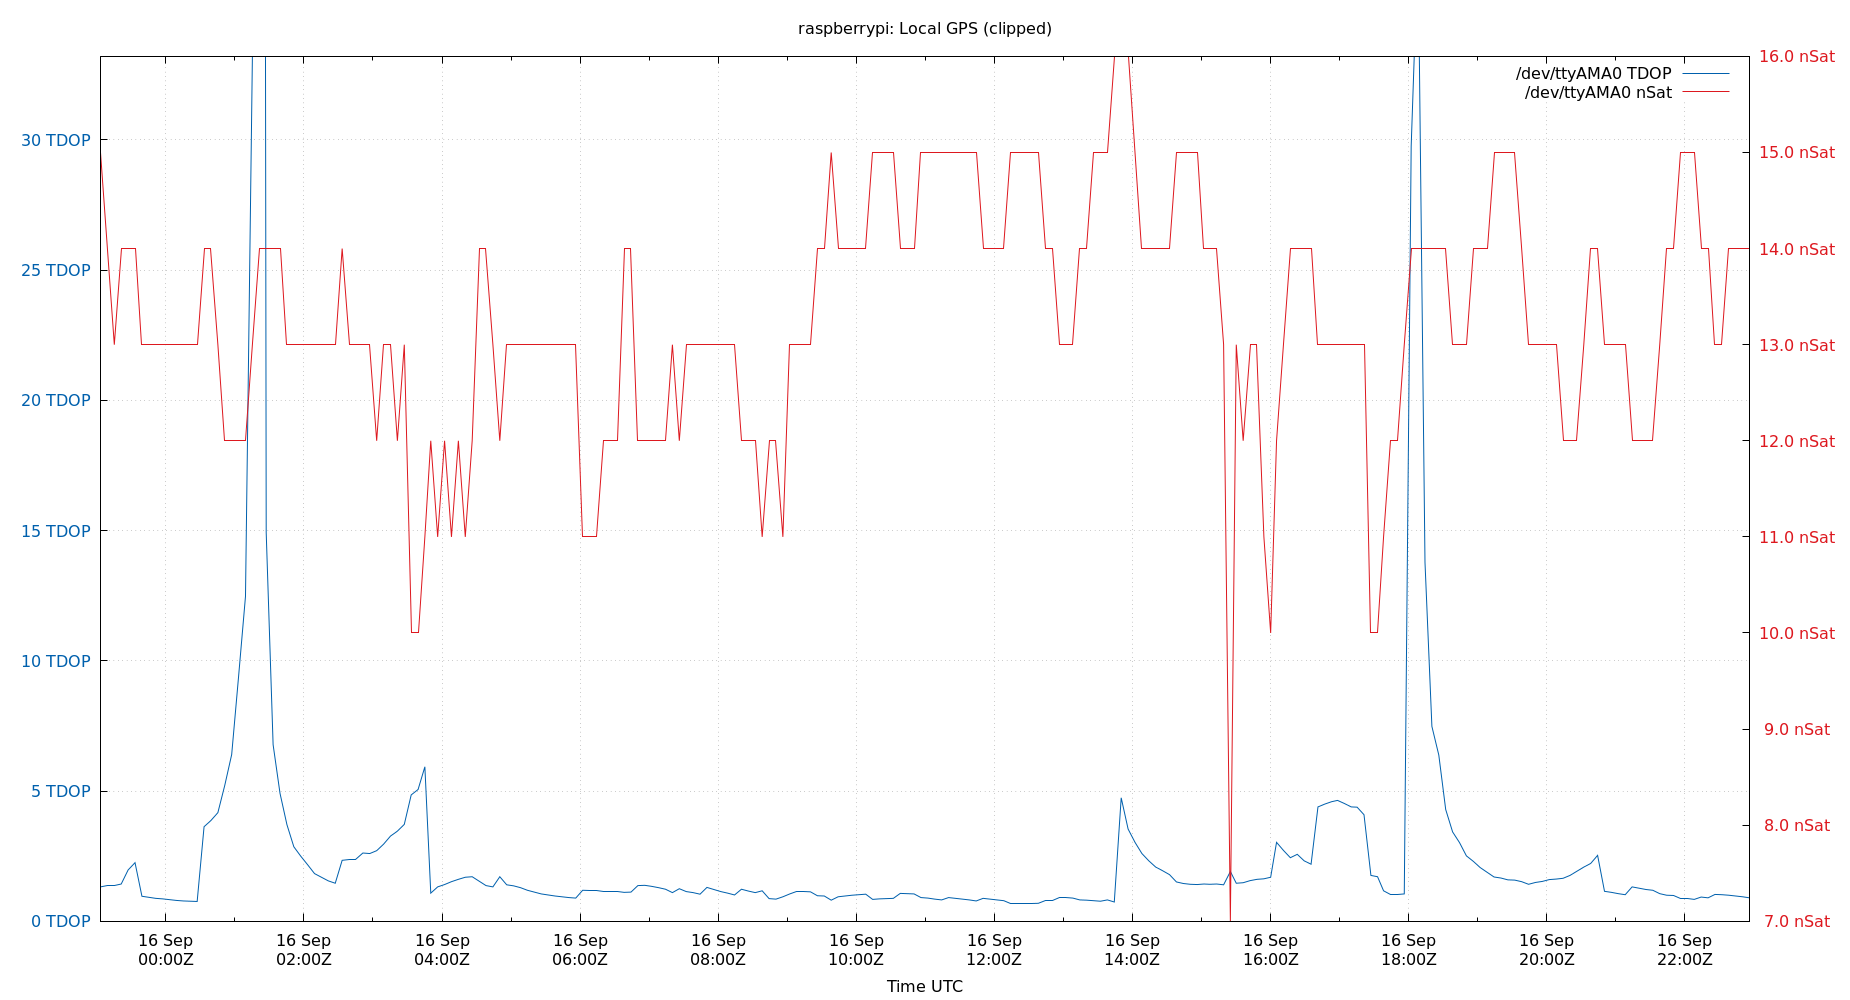 raspberrypi: Local GPS (clipped)
/dev/ttyAMA0 TDOP
/dev/ttyAMA0 nSat
30 TDOP
25 TDOP
20 TDOP
15 TDOP
10 TDOP
5 TDOP
0 TDOP
16.0 nSat
15.0 nSat
14.0 nSat
13.0 nSat
12.0 nSat
11.0 nSat
10.0 nSat
9.0 nSat
8.0 nSat
7.0 nSat
16 Sep 16 Sep 16 Sep 16 Sep 16 Sep 16 Sep 16 Sep 16 Sep 16 Sep 16 Sep 16 Sep 16 Sep
00:00Z 02:00Z 04:00Z 06:00Z 08:00Z 10:00Z 12:00Z 14:00Z 16:00Z 18:00Z 20:00Z 22:00Z
Time UTC